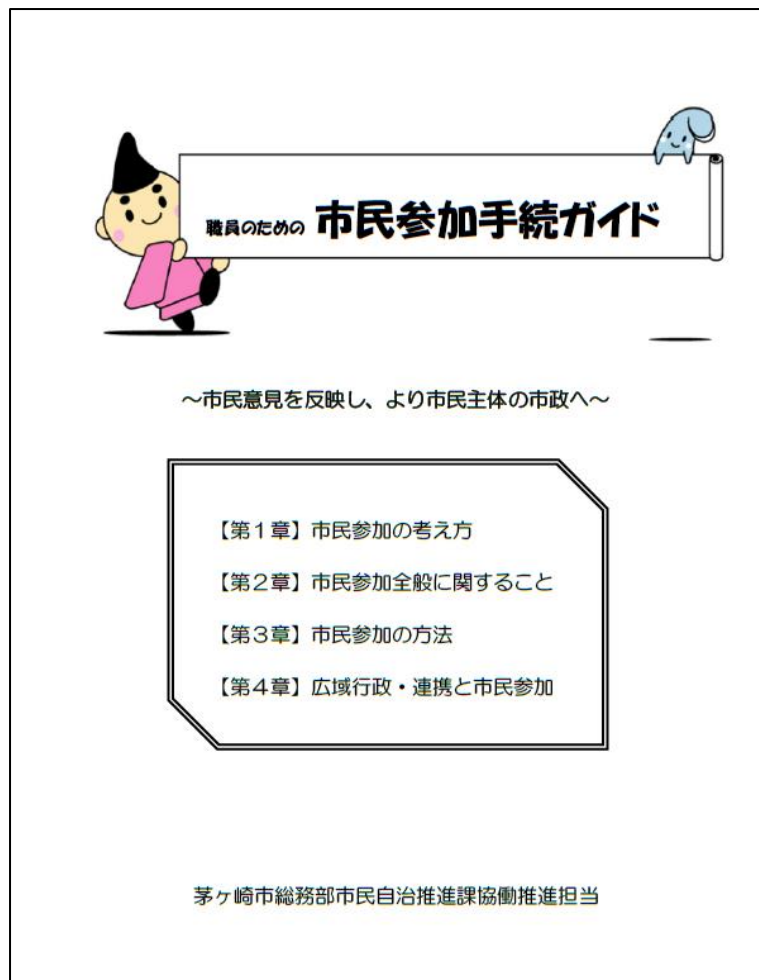 職員のための 市民参加手続ガイド
～市民意見を反映し、より市民主体の市政へ～
【第１章】市民参加の考え方
【第２章】市民参加全般に関すること
【第３章】市民参加の方法
【第４章】広域行政・連携と市民参加
茅ヶ崎市総務部市民自治推進課協働推進担当